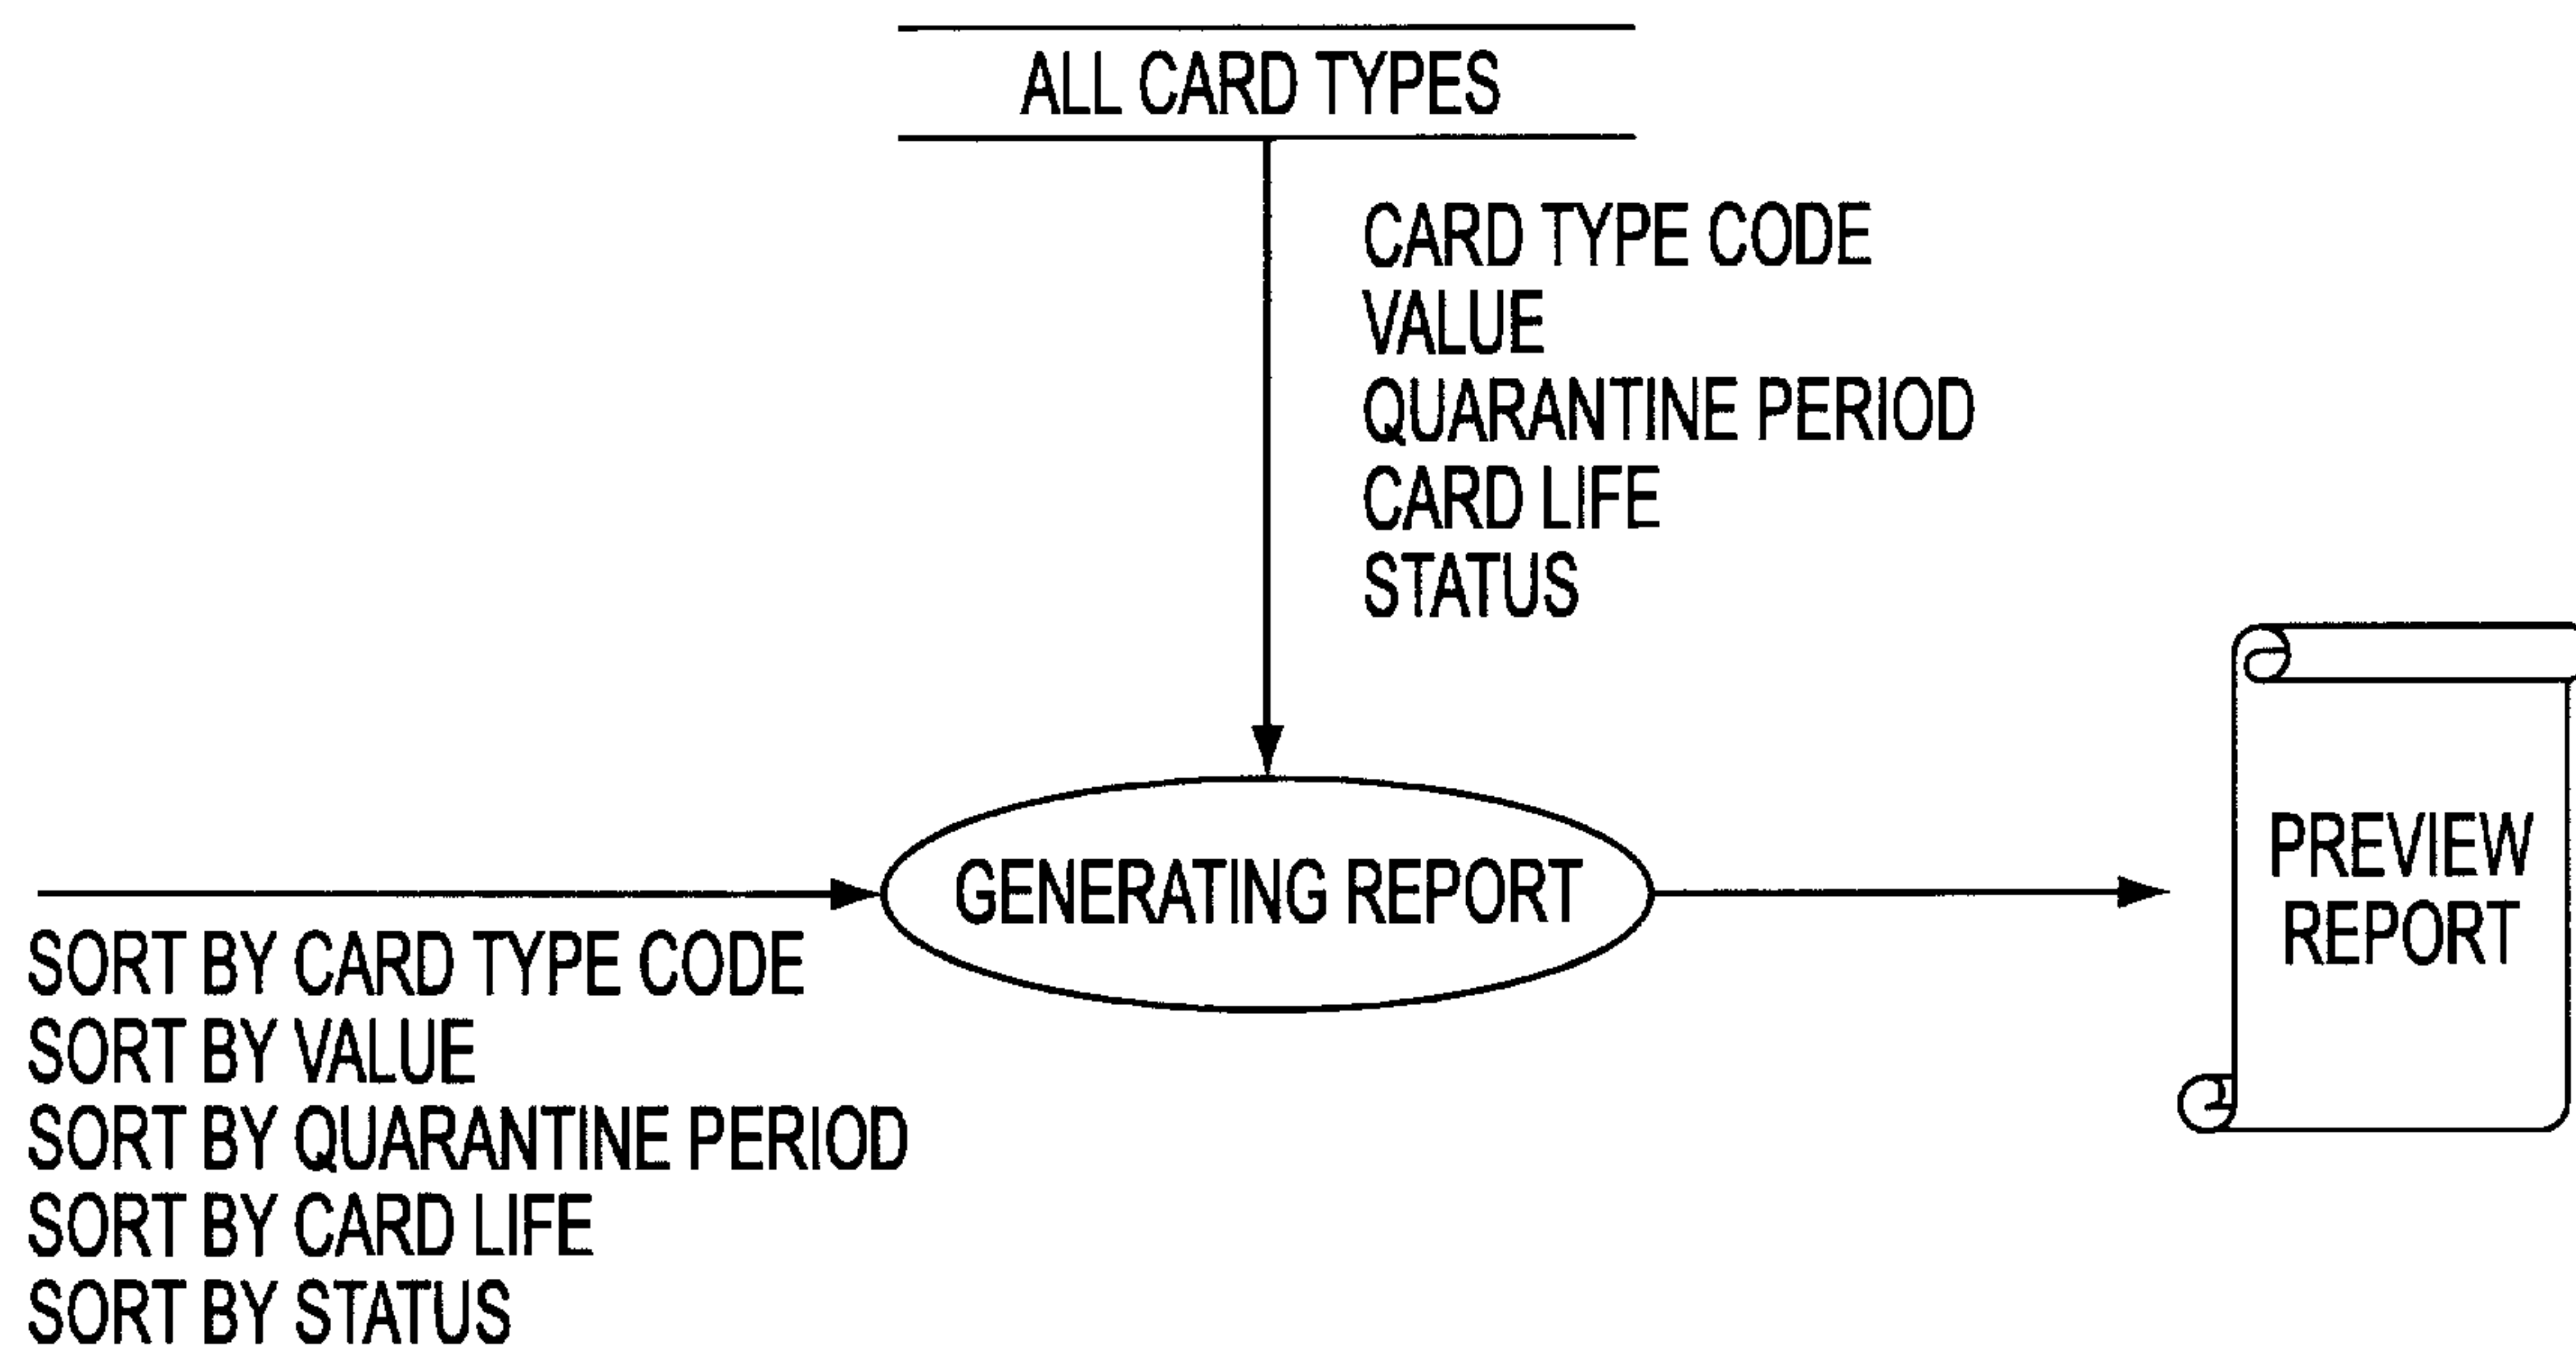 ALL CARD TYPES
CARD TYPE CODE
VALUE
QUARANTINE PERIOD
CARD LIFE
STATUS
GENERATING REPORT
PREVIEW
REPORT
SORT BY CARD TYPE CODE
SORT BY VALUE
SORT BY QUARANTINE PERIOD
SORT BY CARD LIFE
SORT BY STATUS